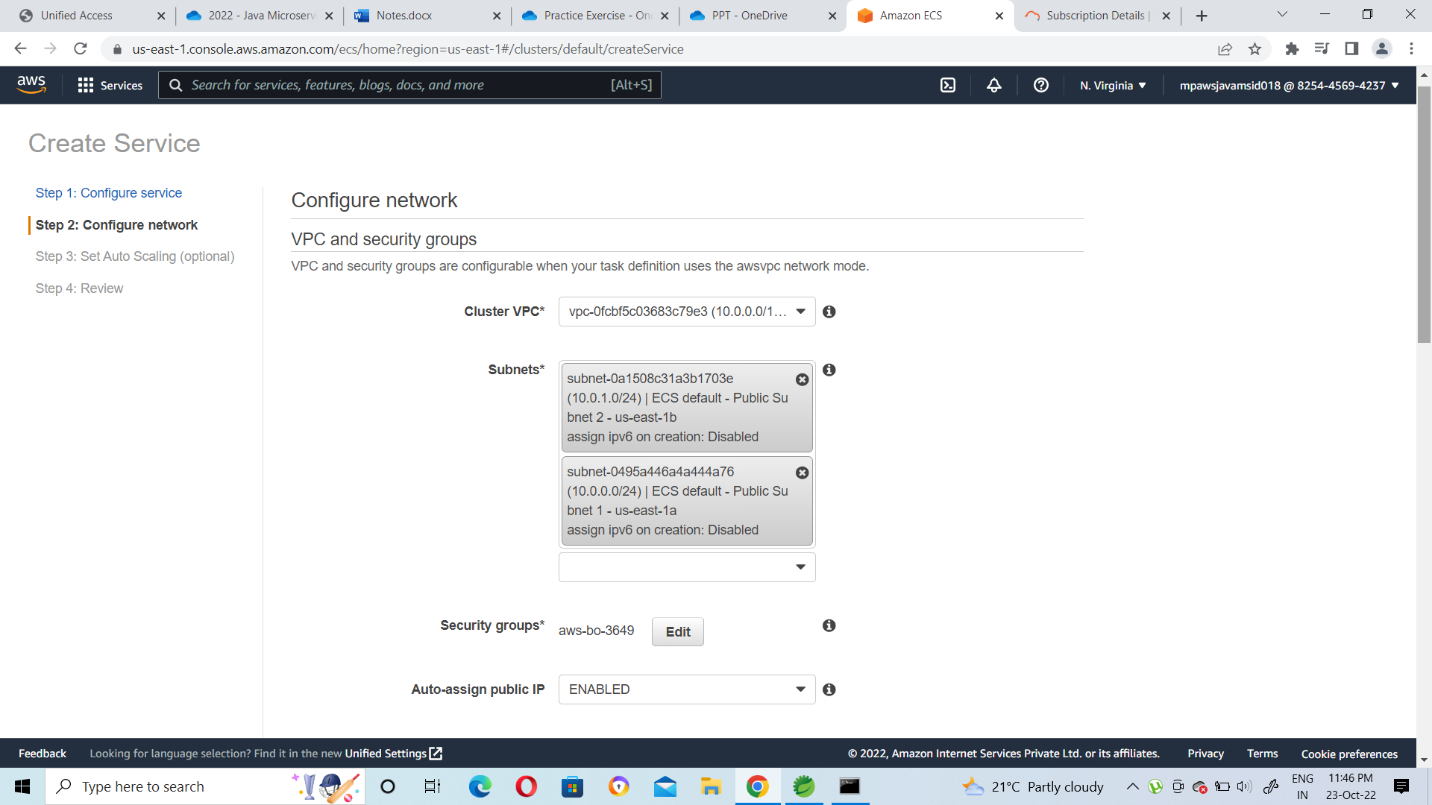 Unified Access
2022 - Java Microserv
Notes.docx
Practice Exercise - On
PPT - OneDrive
Amazon ECS
Subscription Details |
us-east-1.console.aws.amazon.com/ecs/home?region=us-east-1#/clusters/default/createService
aws
Services
Search for services, features, blogs, docs, and more
[Alt+S]
N. Virginia
mpawsjavamsid018 @ 8254-4569-4237
Create Service
Step 1: Configure service
Step 2: Configure network
Step 3: Set Auto Scaling (optional)
Step 4: Review
Configure network
VPC and security groups
VPC and security groups are configurable when your task definition uses the awsvpc network mode.
Cluster VPC*
vpc-0fcbf5c03683c79e3 (10.0.0.0/1...
Subnets*
subnet-0a1508c31a3b1703e
(10.0.1.0/24) | ECS default - Public Su
bnet 2 - us-east-1b
assign ipv6 on creation: Disabled
subnet-0495a446a4a444a76
(10.0.0.0/24) | ECS default - Public Su
bnet 1 - us-east-1a
assign ipv6 on creation: Disabled
Security groups*
aws-bo-3649
Edit
Auto-assign public IP
ENABLED
Feedback
Looking for language selection? Find it in the new Unified Settings
© 2022, Amazon Internet Services Private Ltd. or its affiliates.
Privacy
Terms
Cookie preferences
Type here to search
21°C Partly cloudy
ENG
IN
11:46 PM
23-Oct-22